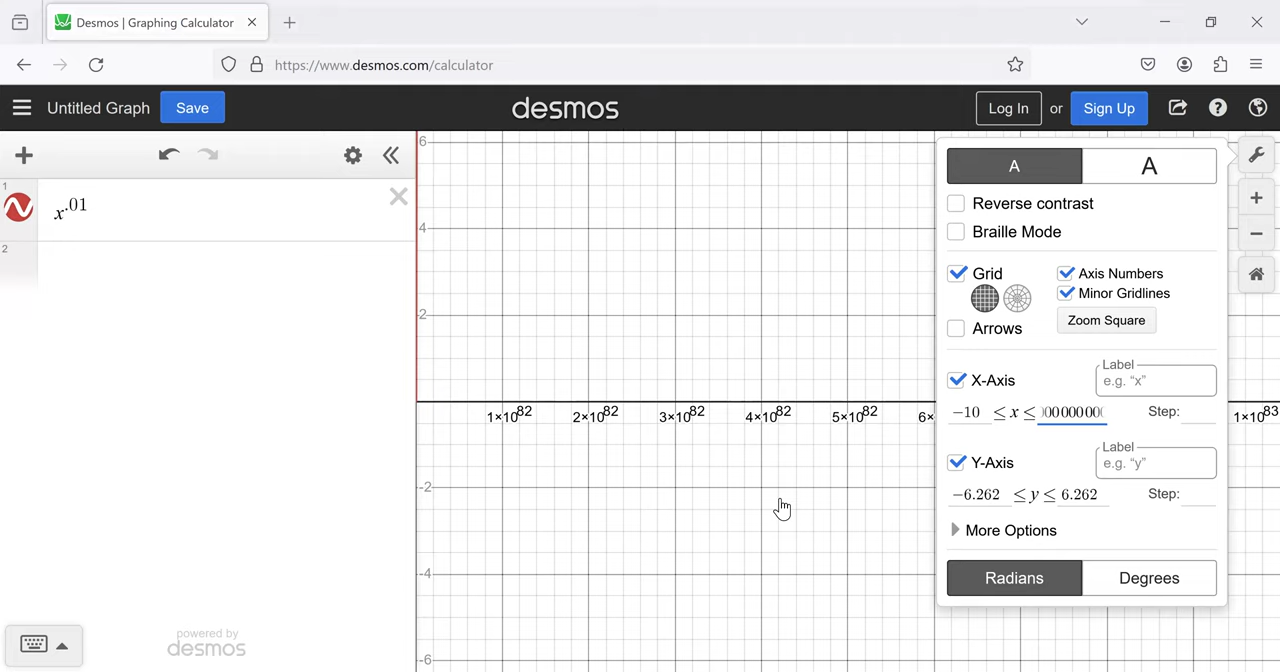 Desmos | Graphing Calculator
https://www.desmos.com/calculator
Untitled Graph Save desmos Log In or Sign Up
1
x^.01
2
6
4
2
-2
-4
-6
1×10^82 2×10^82 3×10^82 4×10^82 5×10^82 6× 1×10^83
A A
Reverse contrast
Braille Mode
Grid
Axis Numbers
Minor Gridlines
Arrows
Zoom Square
X-Axis
Label
e.g. “x”
−10 ≤ x ≤ 00000000 Step:
Y-Axis
Label
e.g. “y”
−6.262 ≤ y ≤ 6.262 Step:
More Options
Radians Degrees
powered by
desmos